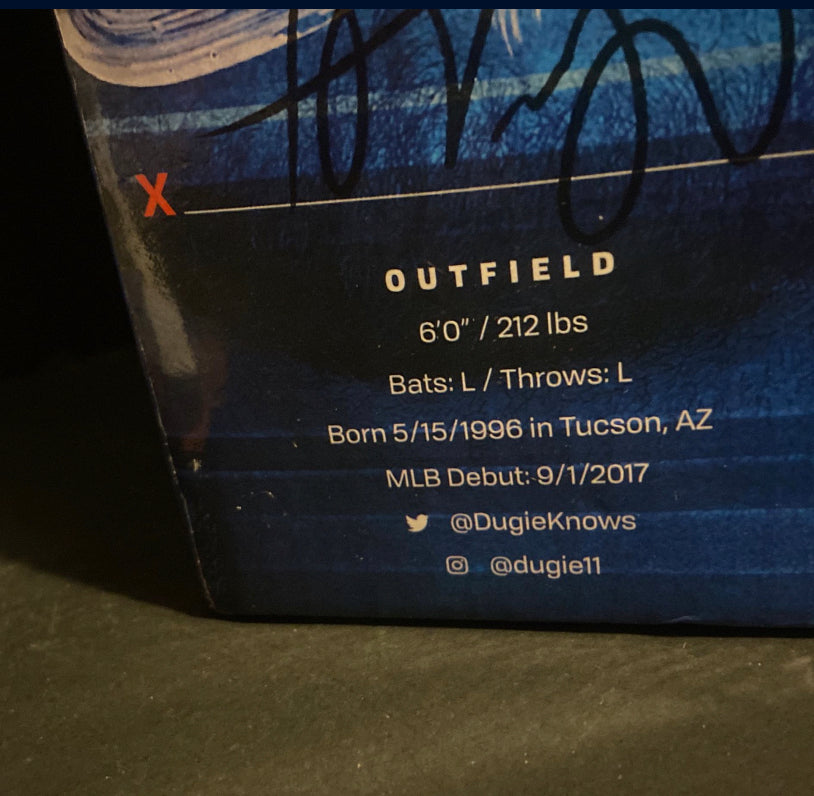 X
OUTFIELD
6'0" / 212 lbs
Bats: L / Throws: L
Born 5/15/1996 in Tucson, AZ
MLB Debut: 9/1/2017
@DugieKnows
@dugie11